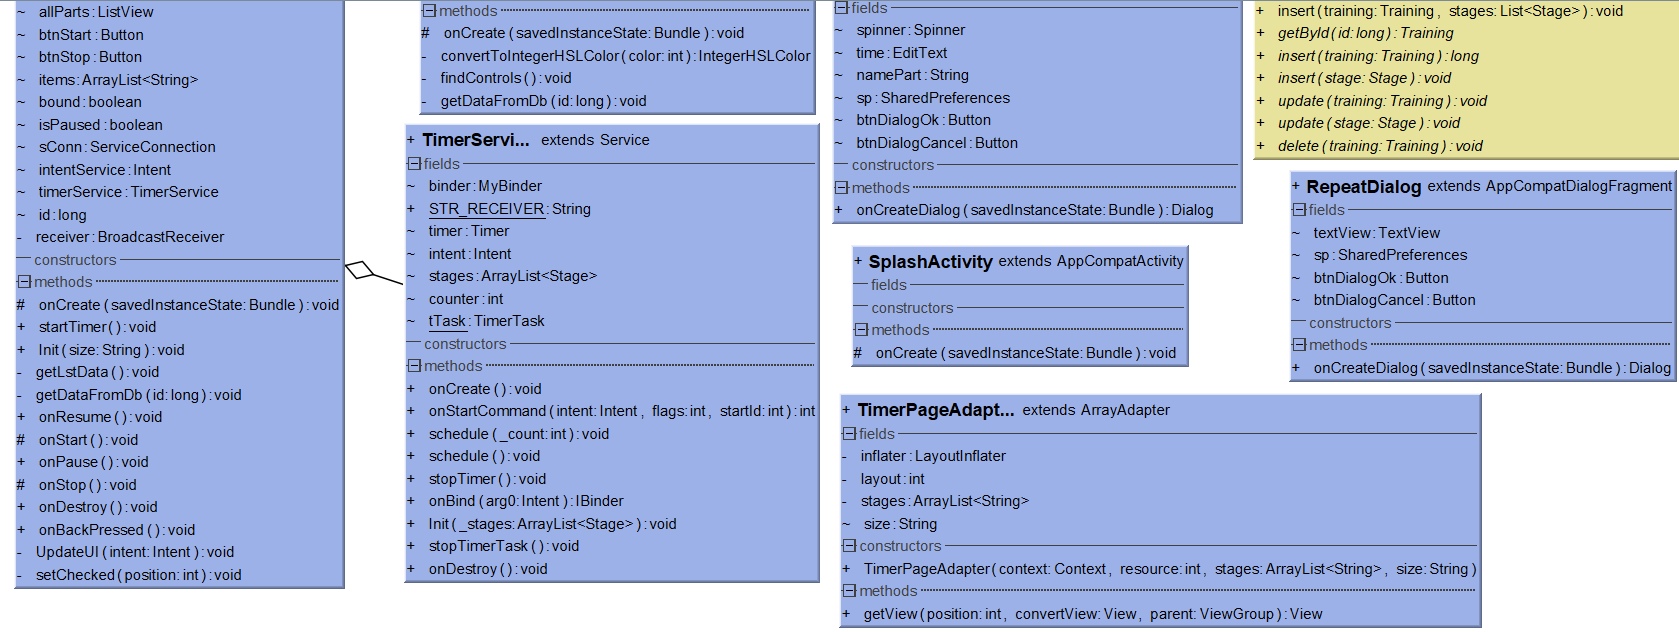 ~ allParts : ListView
~ btnStart : Button
~ btnStop : Button
~ items : ArrayList<String>
~ bound : boolean
~ isPaused : boolean
~ sConn : ServiceConnection
~ intentService : Intent
~ timerService : TimerService
~ id : long
- receiver : BroadcastReceiver
constructors
methods
# onCreate ( savedInstanceState : Bundle ) : void
+ startTimer ( ) : void
+ Init ( size : String ) : void
- getLstData ( ) : void
- getDataFromDb ( id : long ) : void
+ onResume ( ) : void
# onStart ( ) : void
+ onPause ( ) : void
# onStop ( ) : void
+ onDestroy ( ) : void
+ onBackPressed ( ) : void
- UpdateUI ( intent : Intent ) : void
- setChecked ( position : int ) : void
methods
# onCreate ( savedInstanceState : Bundle ) : void
- convertToIntegerHSLColor ( color : int ) : IntegerHSLColor
- findControls ( ) : void
- getDataFromDb ( id : long ) : void
+ TimerServi... extends Service
fields
~ binder : MyBinder
+ STR_RECEIVER : String
~ timer : Timer
~ intent : Intent
~ stages : ArrayList<Stage>
~ counter : int
~ tTask : TimerTask
constructors
methods
+ onCreate ( ) : void
+ onStartCommand ( intent : Intent , flags : int , startId : int ) : int
+ schedule ( _count : int ) : void
+ schedule ( ) : void
+ stopTimer ( ) : void
+ onBind ( arg0 : Intent ) : IBinder
+ Init ( _stages : ArrayList<Stage> ) : void
+ stopTimerTask ( ) : void
+ onDestroy ( ) : void
fields
~ spinner : Spinner
~ time : EditText
~ namePart : String
~ sp : SharedPreferences
~ btnDialogOk : Button
~ btnDialogCancel : Button
constructors
methods
+ onCreateDialog ( savedInstanceState : Bundle ) : Dialog
+ SplashActivity extends AppCompatActivity
fields
constructors
methods
# onCreate ( savedInstanceState : Bundle ) : void
+ TimerPageAdapt... extends ArrayAdapter
fields
- inflater : LayoutInflater
- layout : int
- stages : ArrayList<String>
~ size : String
constructors
+ TimerPageAdapter ( context : Context , resource : int , stages : ArrayList<String> , size : String )
methods
+ getView ( position : int , convertView : View , parent : ViewGroup ) : View
+ insert ( training : Training , stages : List<Stage> ) : void
+ getById ( id : long ) : Training
+ insert ( training : Training ) : long
+ insert ( stage : Stage ) : void
+ update ( training : Training ) : void
+ update ( stage : Stage ) : void
+ delete ( training : Training ) : void
+ RepeatDialog extends AppCompatDialogFragment
fields
~ textView : TextView
~ sp : SharedPreferences
~ btnDialogOk : Button
~ btnDialogCancel : Button
constructors
methods
+ onCreateDialog ( savedInstanceState : Bundle ) : Dialog